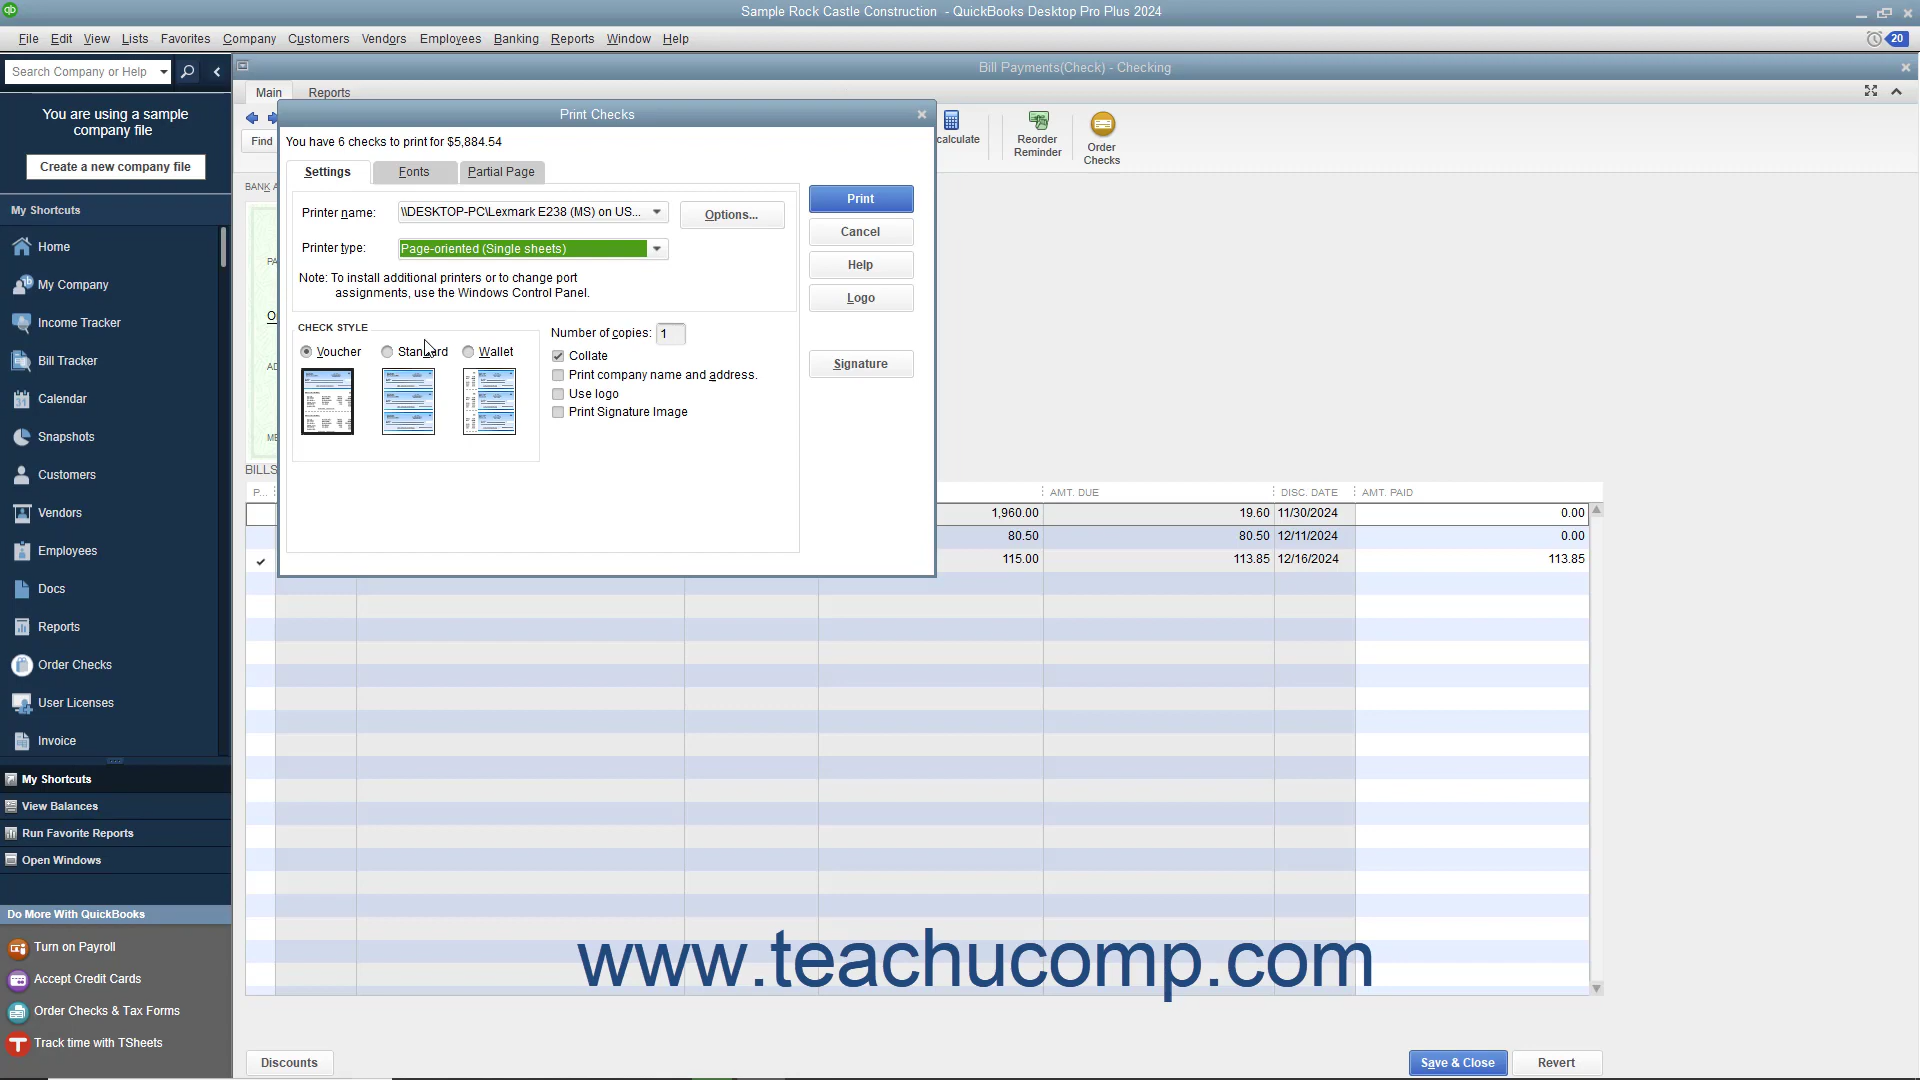 Sample Rock Castle Construction - QuickBooks Desktop Pro Plus 2024
File Edit View Lists Favorites Company Customers Vendors Employees Banking Reports Window Help
20
Search Company or Help
Bill Payments(Check) - Checking
Main Reports
You are using a sample
company file
Create a new company file
Find
calculate
Reorder
Reminder
Order
Checks
BANK A
Print Checks
You have 6 checks to print for $5,884.54
Settings Fonts Partial Page
Printer name: \\DESKTOP-PC\Lexmark E238 (MS) on US... Options...
Printer type: Page-oriented (Single sheets)
Note: To install additional printers or to change port
assignments, use the Windows Control Panel.
CHECK STYLE
Voucher Standard Wallet
Number of copies: 1
Collate
Print company name and address.
Use logo
Print Signature Image
Print
Cancel
Help
Logo
Signature
PA
O
AD
ME
BILLS
P... AMT. DUE DISC. DATE AMT. PAID
1,960.00 19.60 11/30/2024 0.00
80.50 80.50 12/11/2024 0.00
115.00 113.85 12/16/2024 113.85
My Shortcuts
Home
My Company
Income Tracker
Bill Tracker
Calendar
Snapshots
Customers
Vendors
Employees
Docs
Reports
Order Checks
User Licenses
Invoice
My Shortcuts
View Balances
Run Favorite Reports
Open Windows
Do More With QuickBooks
Turn on Payroll
Accept Credit Cards
Order Checks & Tax Forms
Track time with TSheets
www.teachucomp.com
Discounts
Save & Close
Revert